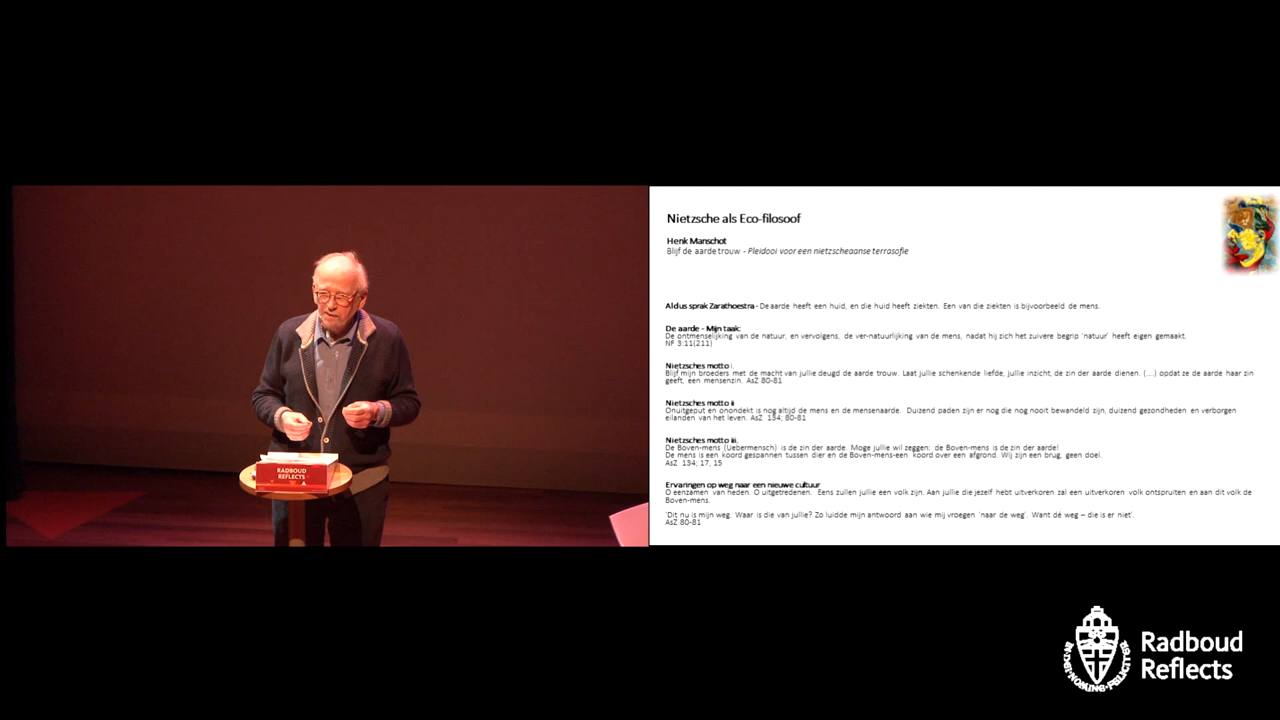 Nietzsche als Eco-filosoof
Henk Manschot
Blijf de aarde trouw - Pleidooi voor een nietzscheaanse terrasofie
Aldus sprak Zarathoestra - De aarde heeft een huid, en die huid heeft ziekten. Een van die ziekten is bijvoorbeeld de mens.
De aarde - Mijn taak:
De ontmenselijking van de natuur, en vervolgens, de ver-natuurlijking van de mens, nadat hij zich het zuivere begrip 'natuur' heeft eigen gemaakt.
NF 3:11(211)
Nietzsches motto i.
Blijf mijn broeders met de macht van jullie deugd de aarde trouw. Laat jullie schenkende liefde, jullie inzicht, de zin der aarde dienen. (....) opdat ze de aarde haar zin
geeft, een mensenzin. AsZ 80-81
Nietzsches motto ii
Onuitgeput en onondekt is nog altijd de mens en de mensenaarde. Duizend paden zijn er nog die nog nooit bewandeld zijn, duizend gezondheden en verborgen
eilanden van het leven. AsZ 134; 80-81
Nietzsches motto iii.
De Boven-mens (Uebermensch) is de zin der aarde. Moge jullie wil zeggen: de Boven-mens is de zin der aarde!
De mens is een koord gespannen tussen dier en de Boven-mens-een koord over een afgrond. Wij zijn een brug, geen doel.
AsZ 134; 17, 15
Ervaringen op weg naar een nieuwe cultuur
O eenzamen van heden. O uitgetredenen. Eens zullen jullie een volk zijn. Aan jullie die jezelf hebt uitverkoren zal een uitverkoren volk ontspruiten en aan dit volk de
Boven-mens.
'Dit nu is mijn weg. Waar is die van jullie? Zo luidde mijn antwoord aan wie mij vroegen 'naar de weg'. Want dé weg – die is er niet'.
AsZ 80-81
RADBOUD
REFLECTS
IN DEI NOMINE FELICITER
Radboud
Reflects